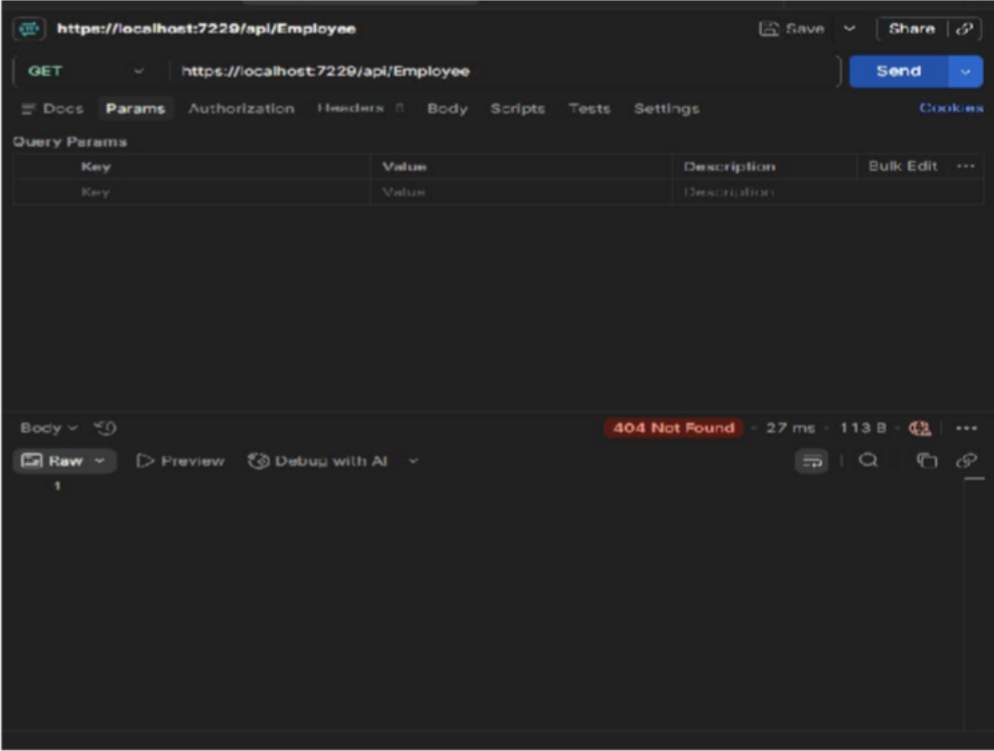 https://localhost:7229/api/Employee Save Share
GET https://localhost:7229/api/Employee Send
Docs Params Authorization Headers Body Scripts Tests Settings Cookies
Query Params
Key Value Description Bulk Edit
Key Value Description
Body 404 Not Found 27 ms 113 B
Raw Preview Debug with AI
1